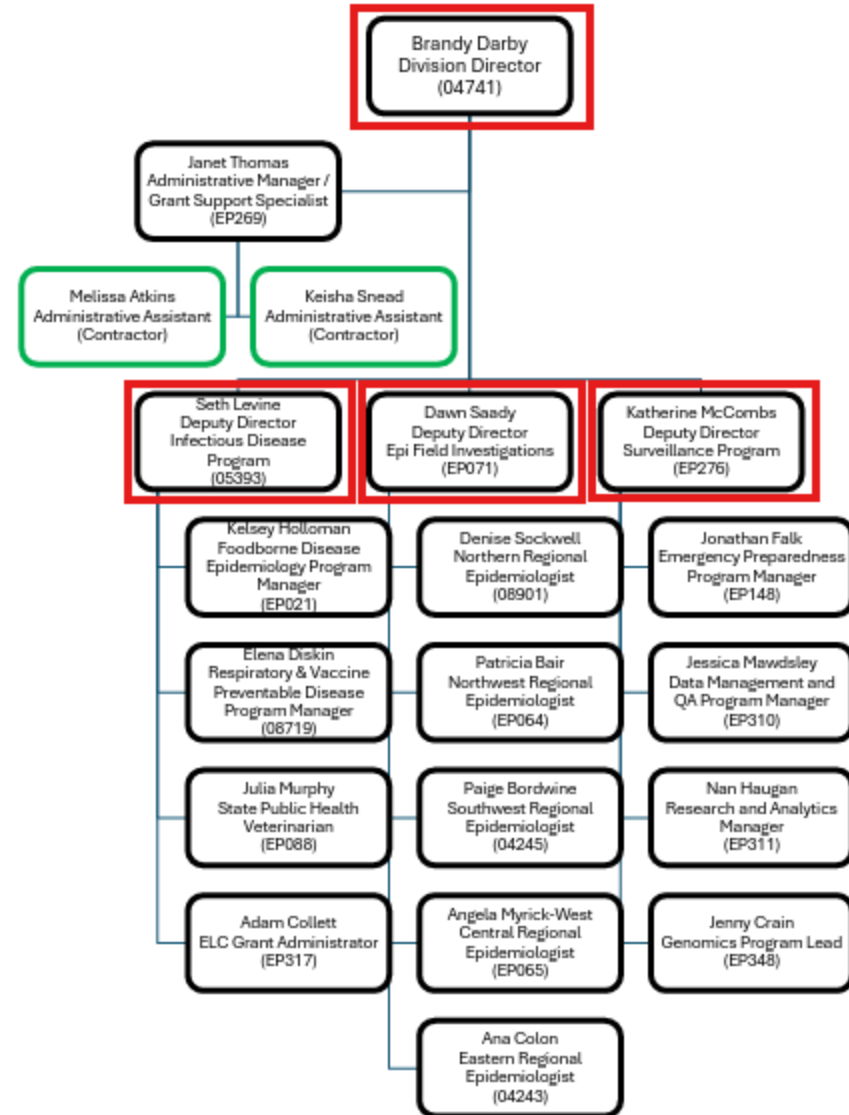 Brandy Darby
Division Director
(04741)
Janet Thomas
Administrative Manager /
Grant Support Specialist
(EP269)
Melissa Atkins
Administrative Assistant
(Contractor)
Keisha Snead
Administrative Assistant
(Contractor)
Seth Levine
Deputy Director
Infectious Disease
Program
(05393)
Dawn Saady
Deputy Director
Epi Field Investigations
(EP071)
Katherine McCombs
Deputy Director
Surveillance Program
(EP276)
Kelsey Holloman
Foodborne Disease
Epidemiology Program
Manager
(EP021)
Denise Sockwell
Northern Regional
Epidemiologist
(08901)
Jonathan Falk
Emergency Preparedness
Program Manager
(EP148)
Elena Diskin
Respiratory & Vaccine
Preventable Disease
Program Manager
(08719)
Patricia Bair
Northwest Regional
Epidemiologist
(EP064)
Jessica Mawdsley
Data Management and
QA Program Manager
(EP310)
Julia Murphy
State Public Health
Veterinarian
(EP088)
Paige Bordwine
Southwest Regional
Epidemiologist
(04245)
Nan Haugan
Research and Analytics
Manager
(EP311)
Adam Collett
ELC Grant Administrator
(EP317)
Angela Myrick-West
Central Regional
Epidemiologist
(EP065)
Jenny Crain
Genomics Program Lead
(EP348)
Ana Colon
Eastern Regional
Epidemiologist
(04243)